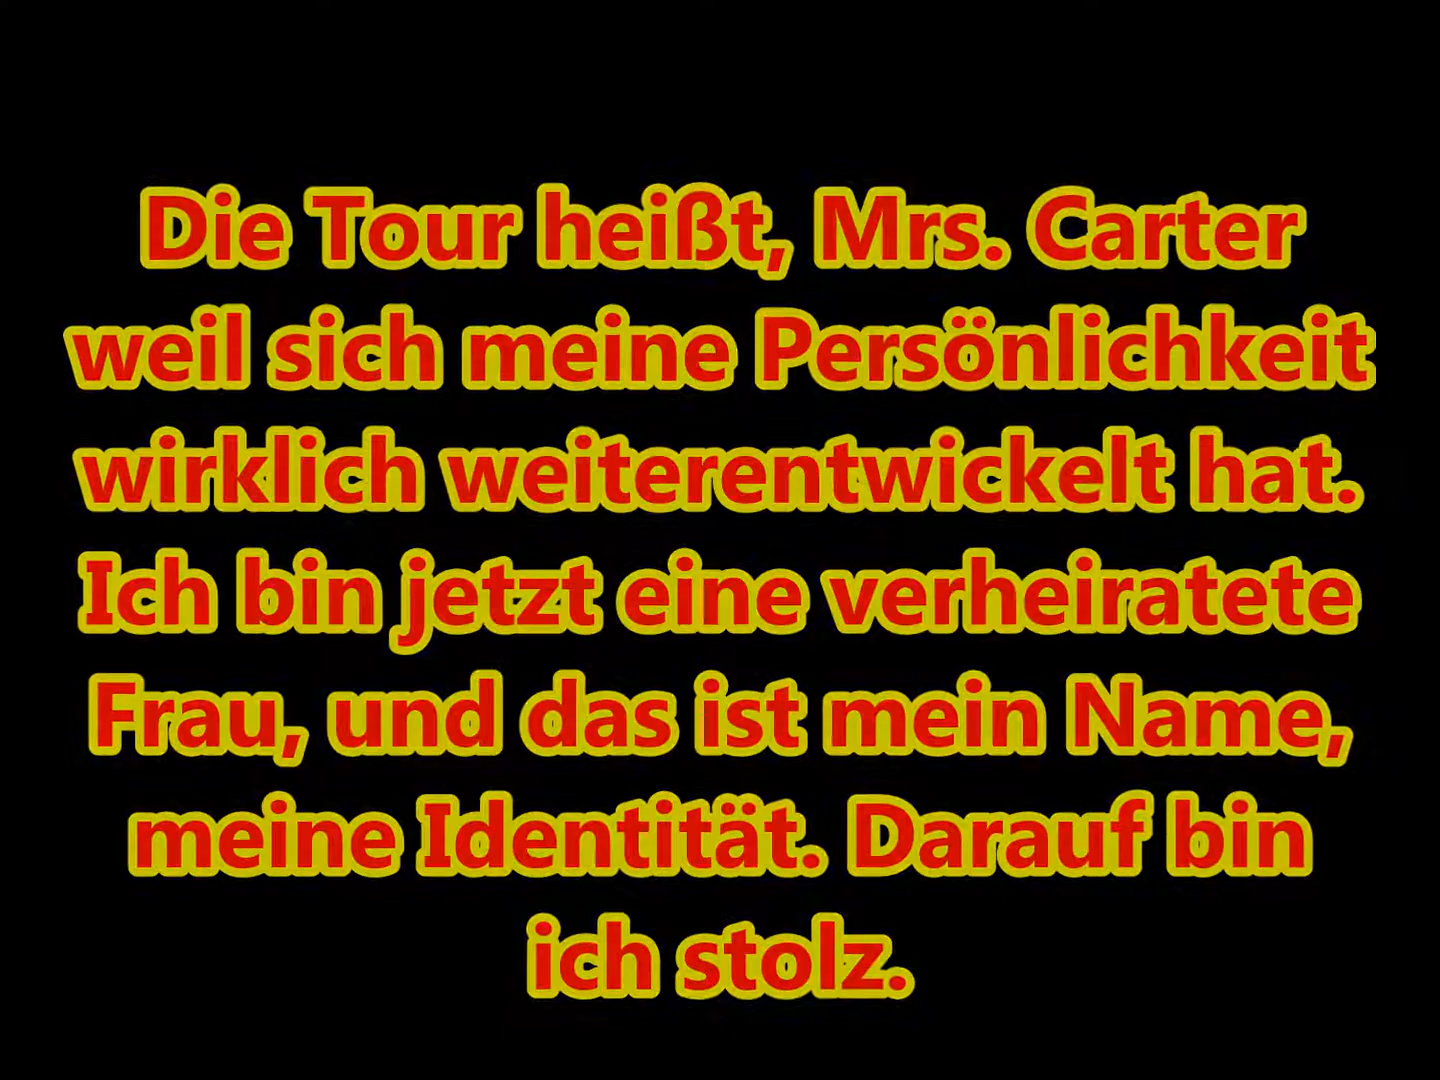 Die Tour heißt, Mrs. Carter
weil sich meine Persönlichkeit
wirklich weiterentwickelt hat.
Ich bin jetzt eine verheiratete
Frau, und das ist mein Name,
meine Identität. Darauf bin
ich stolz.